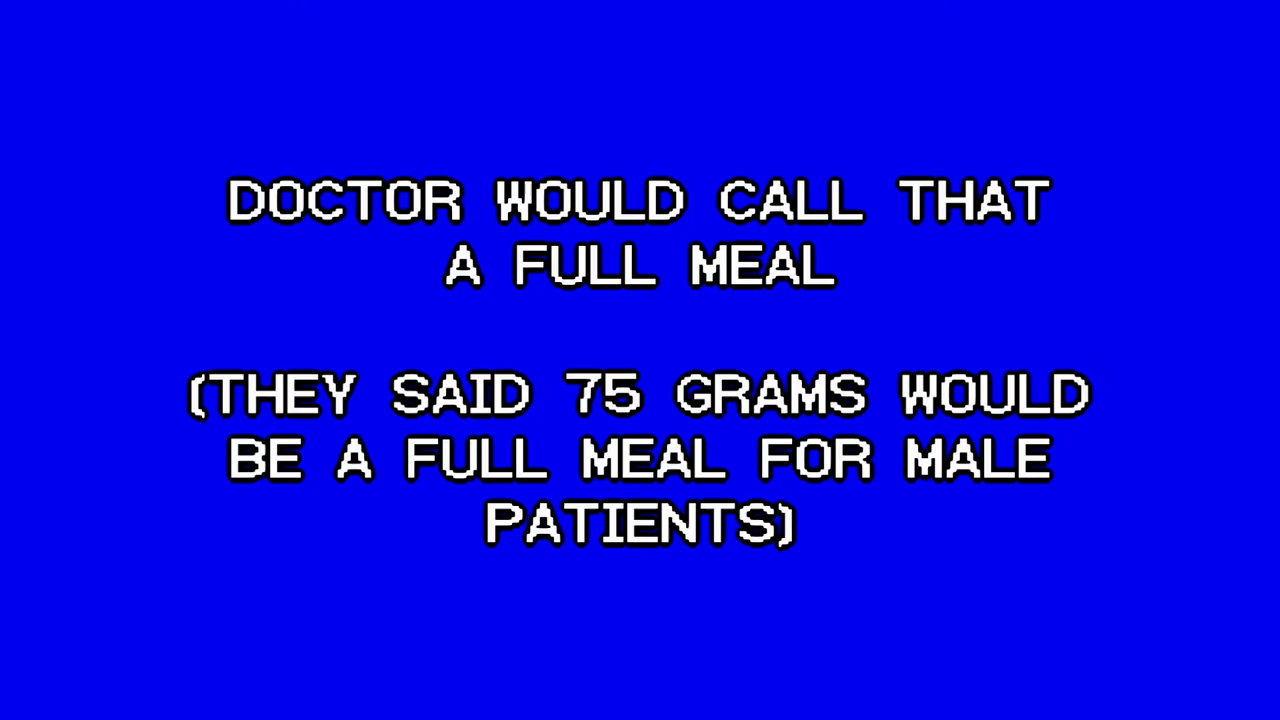 DOCTOR WOULD CALL THAT
A FULL MEAL
(THEY SAID 75 GRAMS WOULD
BE A FULL MEAL FOR MALE
PATIENTS)